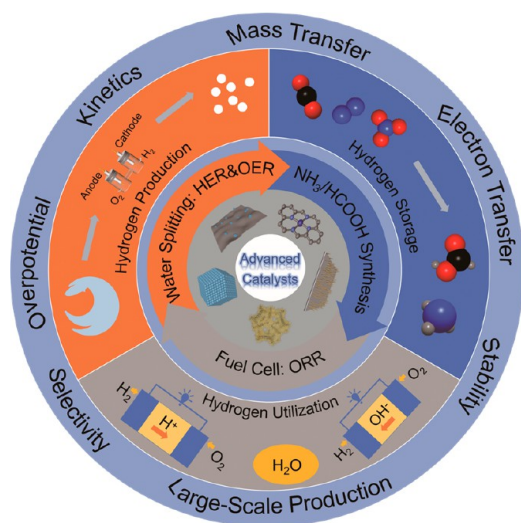 Mass Transfer
Electron Transfer
Stability
Large-Scale Production
Selectivity
Overpotential
Kinetics
Hydrogen Production
Anode
Cathode
O₂
H₂
Hydrogen Storage
Hydrogen Utilization
H₂
H⁺
O₂
H₂O
O₂
OH⁻
H₂
Water Splitting: HER&OER
NH₃/HCOOH Synthesis
Fuel Cell: ORR
Advanced
Catalysts